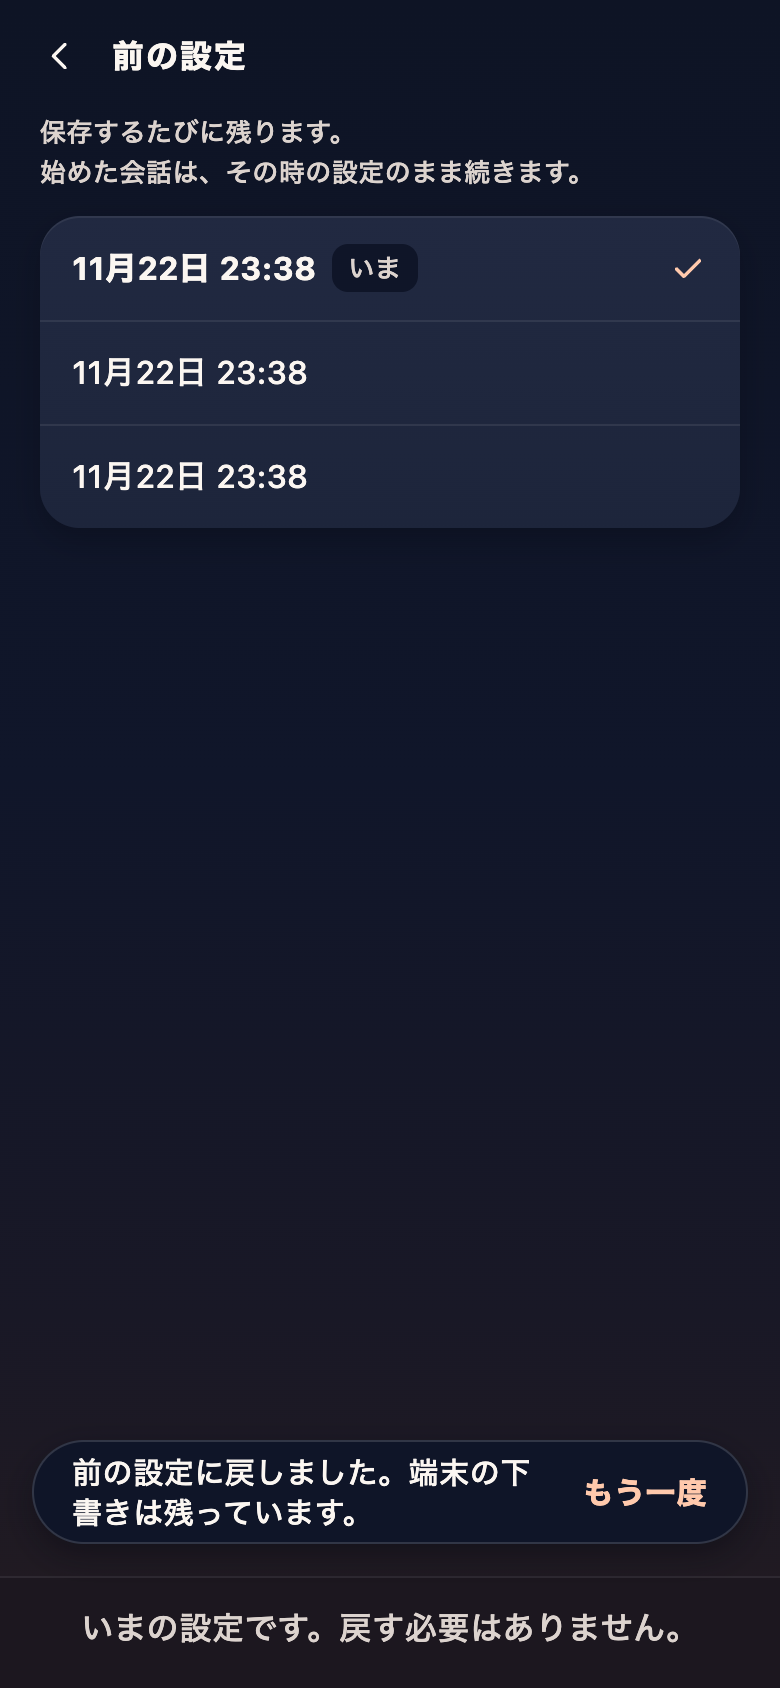 前の設定
保存するたびに残ります。
始めた会話は、その時の設定のまま続きます。
11月22日 23:38 いま
11月22日 23:38
11月22日 23:38
前の設定に戻しました。端末の下
書きは残っています。
もう一度
いまの設定です。戻す必要はありません。